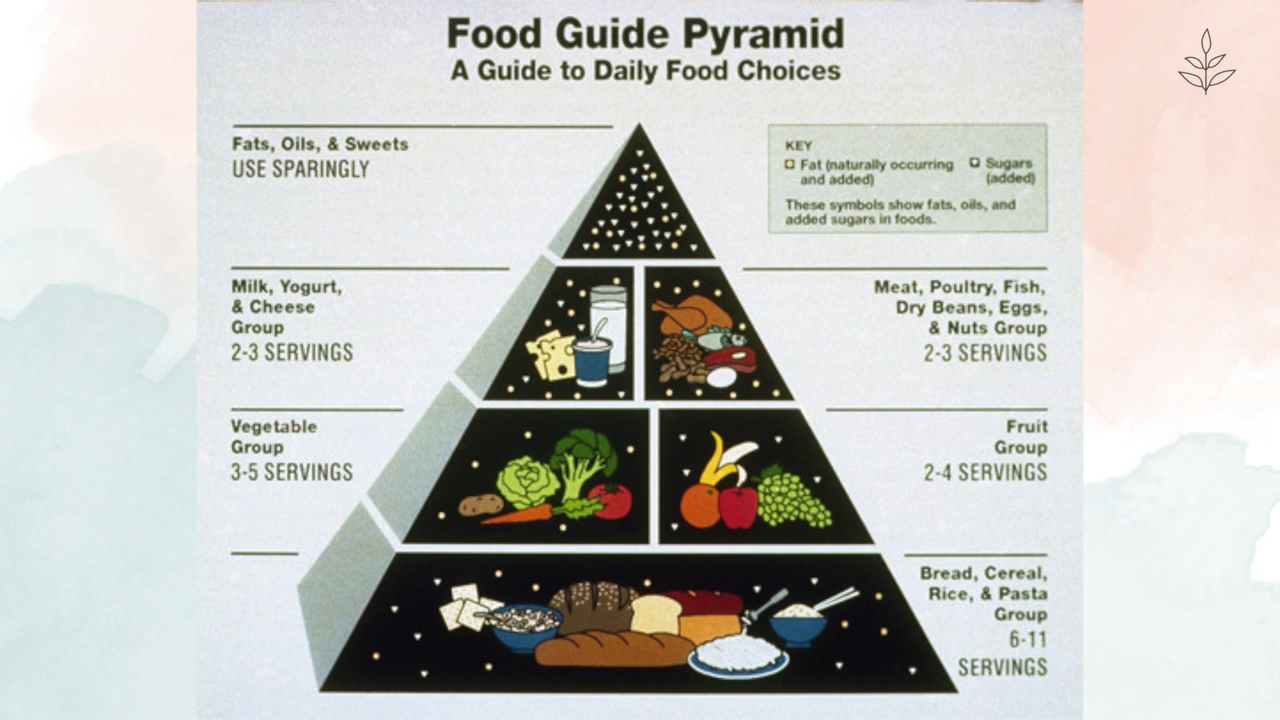 Food Guide Pyramid
A Guide to Daily Food Choices
Fats, Oils, & Sweets
USE SPARINGLY
KEY
Fat (naturally occurring
and added)
Sugars
(added)
These symbols show fats, oils, and
added sugars in foods.
Milk, Yogurt,
& Cheese
Group
2-3 SERVINGS
Meat, Poultry, Fish,
Dry Beans, Eggs,
& Nuts Group
2-3 SERVINGS
Vegetable
Group
3-5 SERVINGS
Fruit
Group
2-4 SERVINGS
Bread, Cereal,
Rice, & Pasta
Group
6-11
SERVINGS